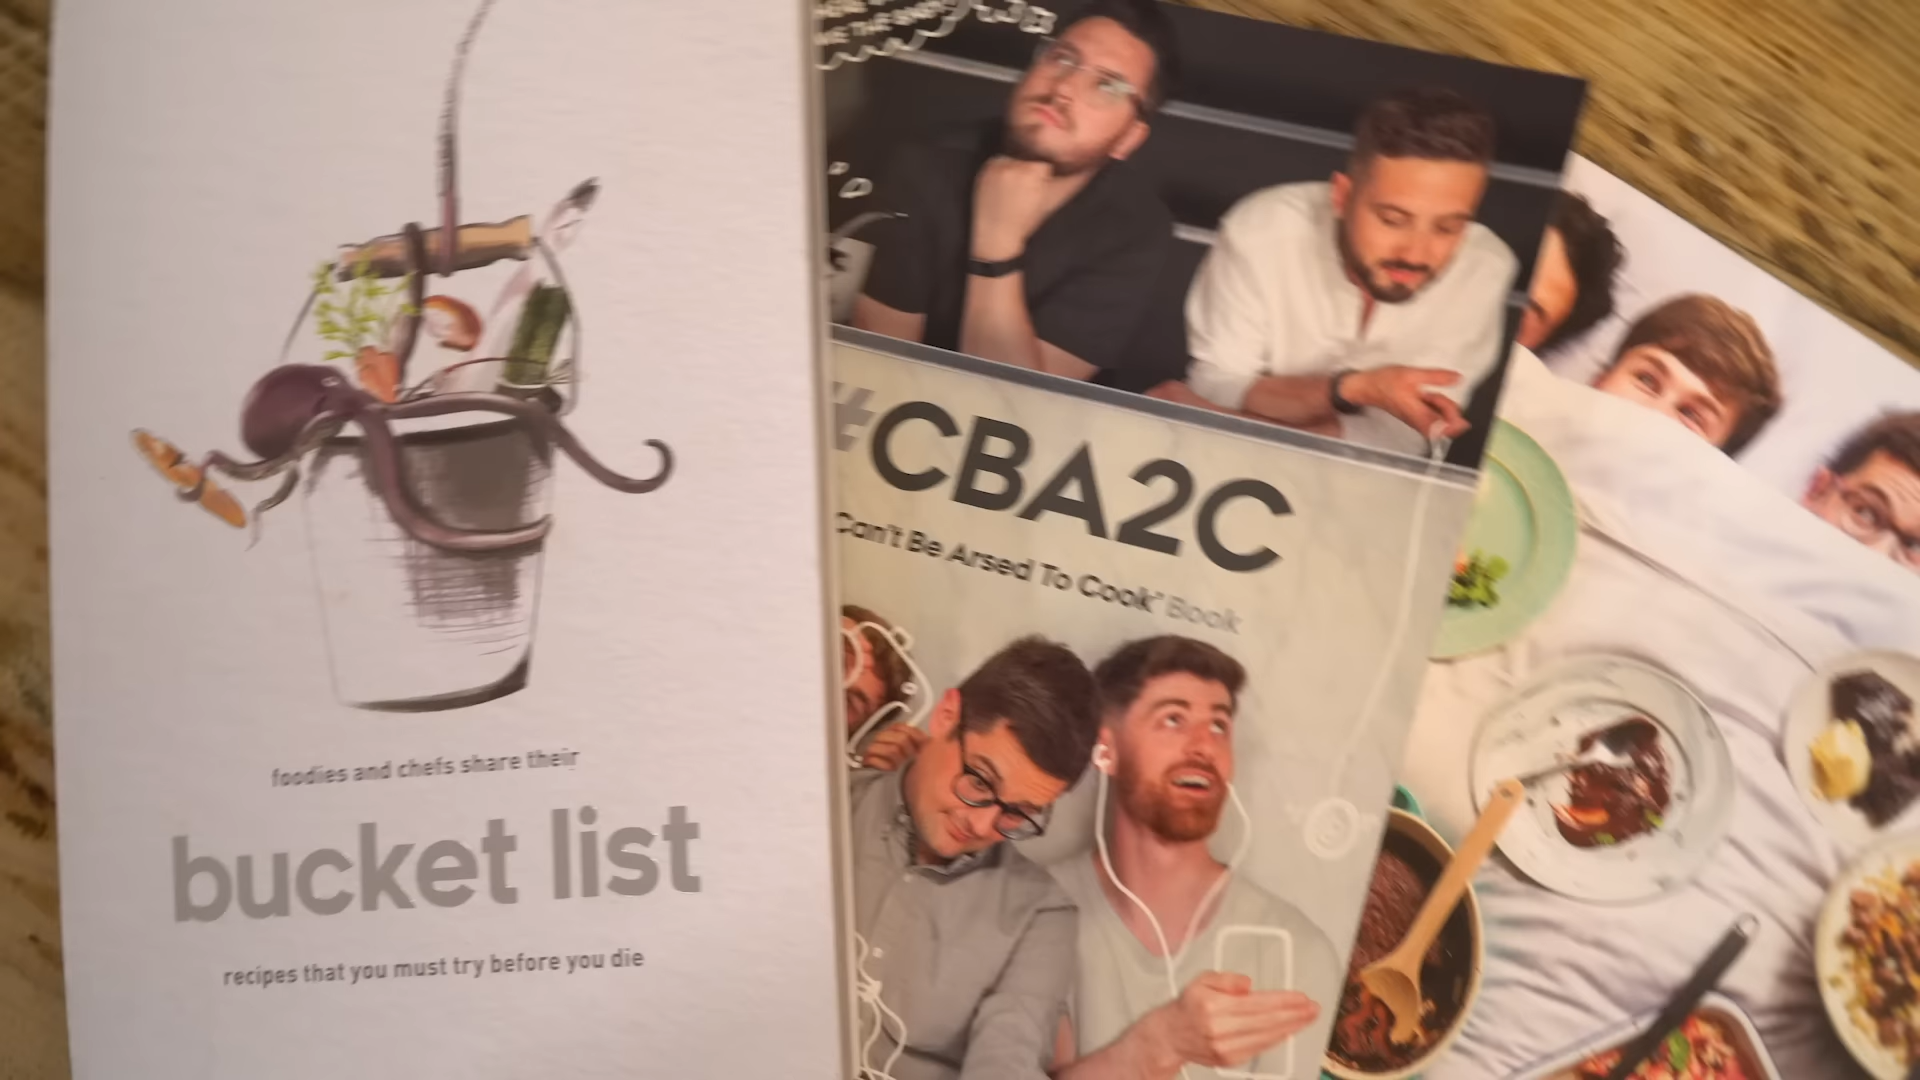 foodies and chefs share their
bucket list
recipes that you must try before you die
#CBA2C
Can't Be Arsed To Cook" Book